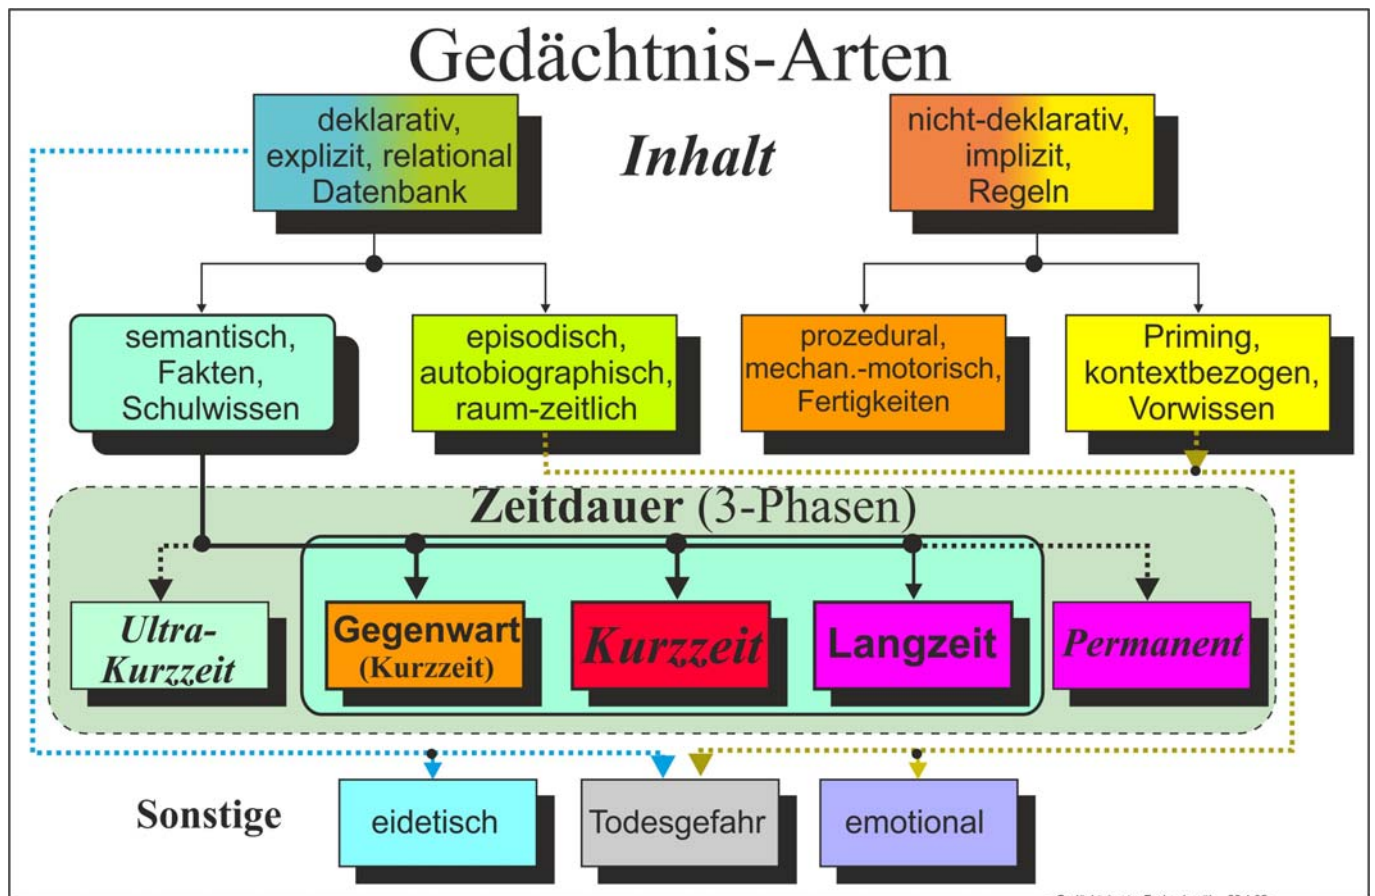 Gedächtnis-Arten
deklarativ,
explizit, relational
Datenbank
Inhalt
nicht-deklarativ,
implizit,
Regeln
semantisch,
Fakten,
Schulwissen
episodisch,
autobiographisch,
raum-zeitlich
prozedural,
mechan.-motorisch,
Fertigkeiten
Priming,
kontextbezogen,
Vorwissen
Zeitdauer (3-Phasen)
Ultra-
Kurzzeit
Gegenwart
(Kurzzeit)
Kurzzeit
Langzeit
Permanent
Sonstige
eidetisch
Todesgefahr
emotional